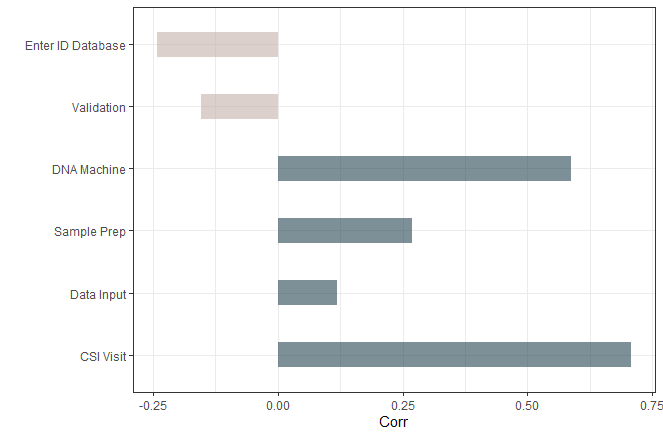 Enter ID Database
Validation
DNA Machine
Sample Prep
Data Input
CSI Visit
-0.25 0.00 0.25 0.50 0.75
Corr